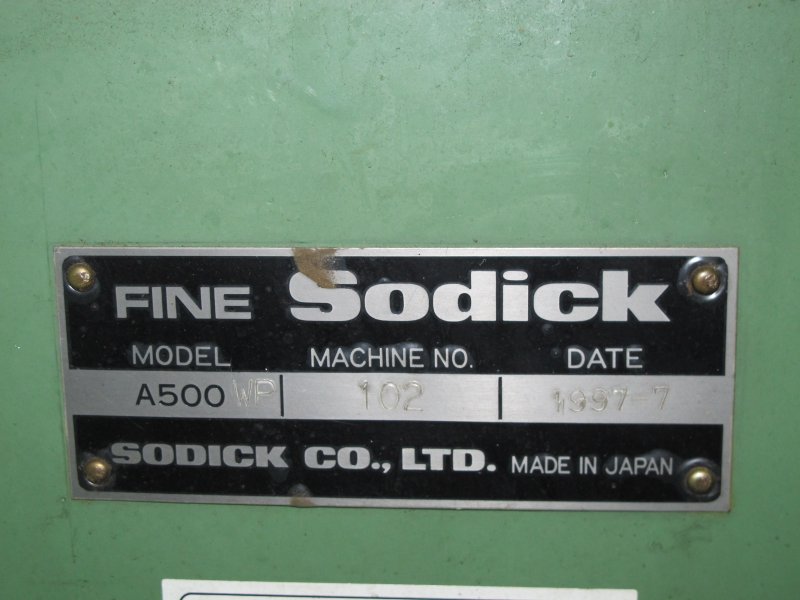 FINE Sodick
MODEL MACHINE NO. DATE
A500 WP 102 1997-7
SODICK CO., LTD. MADE IN JAPAN